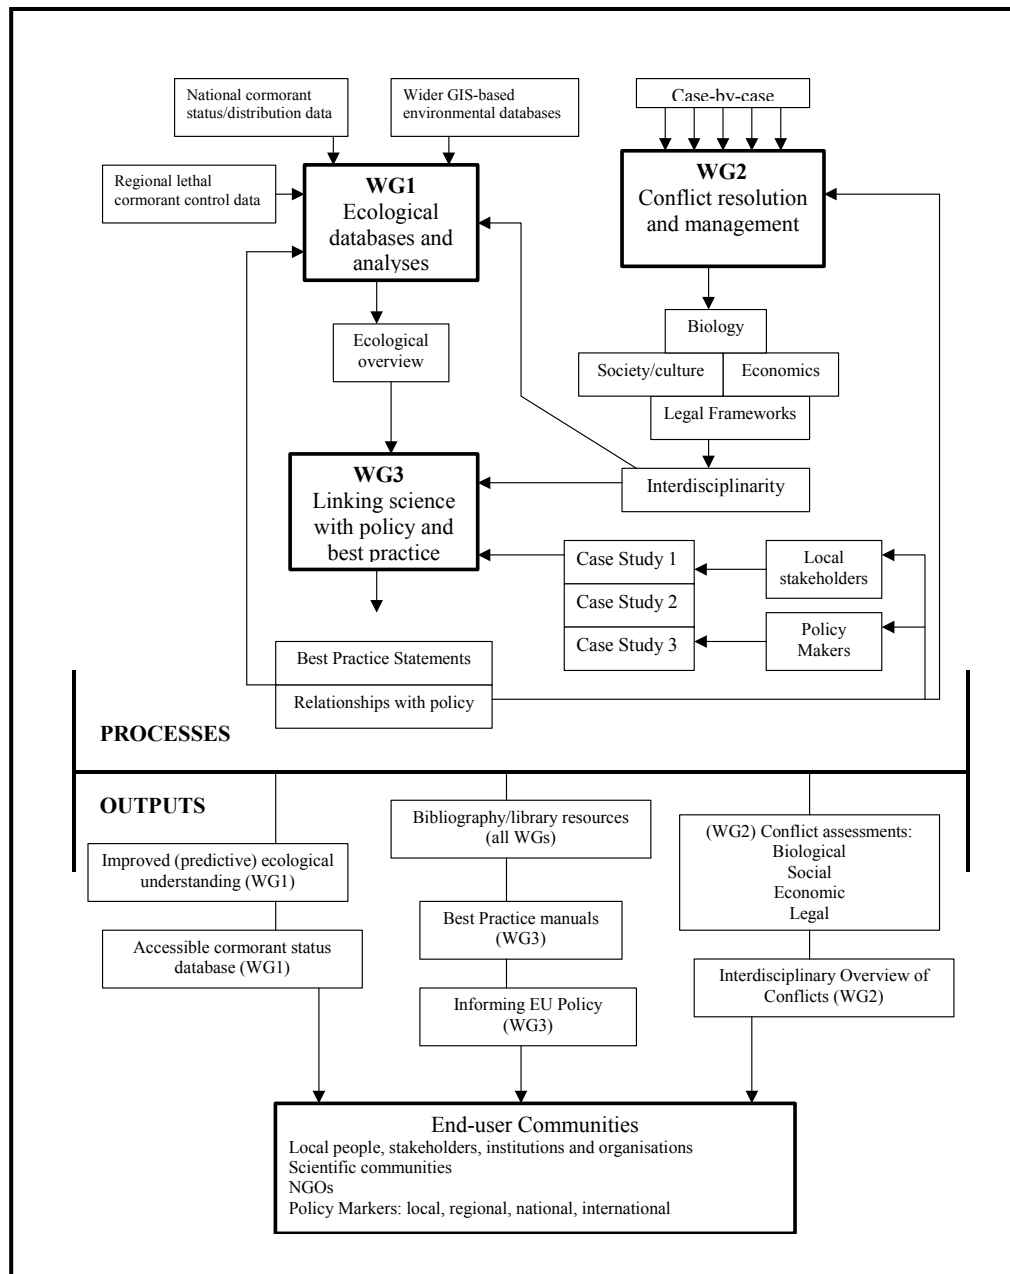 National cormorant
status/distribution data
Wider GIS-based
environmental databases
Case-by-case
Regional lethal
cormorant control data
WG1
Ecological
databases and
analyses
WG2
Conflict resolution
and management
Ecological
overview
Biology
Society/culture
Economics
Legal Frameworks
Interdisciplinarity
WG3
Linking science
with policy and
best practice
Case Study 1
Case Study 2
Case Study 3
Local
stakeholders
Policy
Makers
Best Practice Statements
Relationships with policy
PROCESSES
OUTPUTS
Improved (predictive) ecological
understanding (WG1)
Accessible cormorant status
database (WG1)
Bibliography/library resources
(all WGs)
Best Practice manuals
(WG3)
Informing EU Policy
(WG3)
(WG2) Conflict assessments:
Biological
Social
Economic
Legal
Interdisciplinary Overview of
Conflicts (WG2)
End-user Communities
Local people, stakeholders, institutions and organisations
Scientific communities
NGOs
Policy Markers: local, regional, national, international